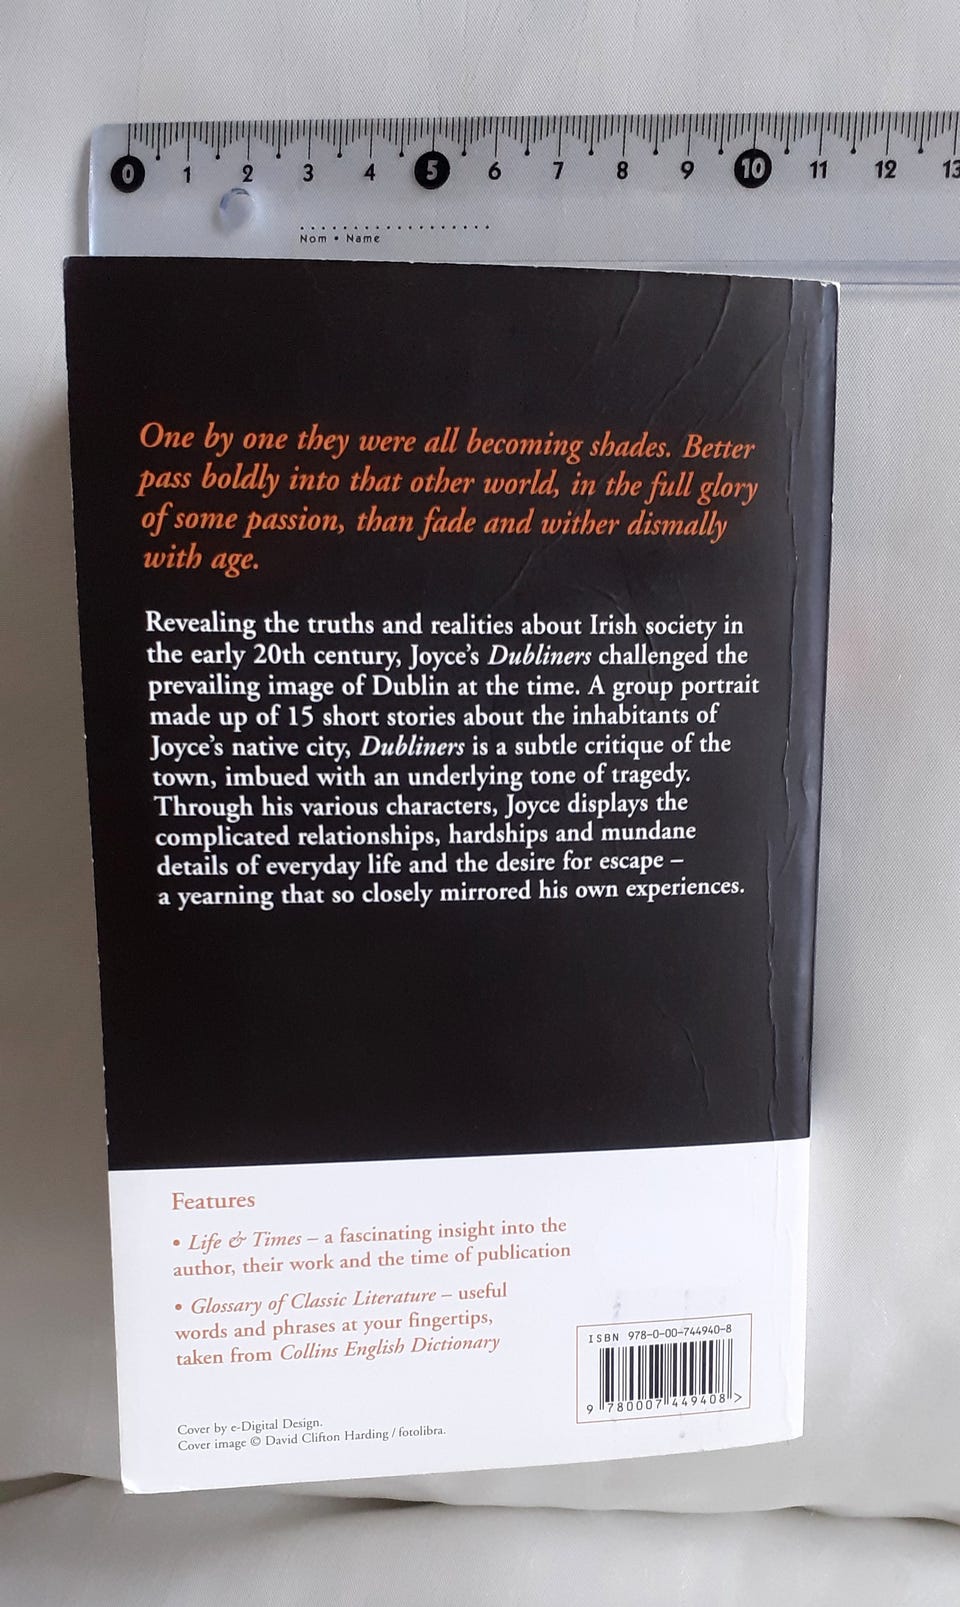 0 1 2 3 4 5 6 7 8 9 10 11 12 13
Nom • Name
One by one they were all becoming shades. Better
pass boldly into that other world, in the full glory
of some passion, than fade and wither dismally
with age.
Revealing the truths and realities about Irish society in
the early 20th century, Joyce's Dubliners challenged the
prevailing image of Dublin at the time. A group portrait
made up of 15 short stories about the inhabitants of
Joyce's native city, Dubliners is a subtle critique of the
town, imbued with an underlying tone of tragedy.
Through his various characters, Joyce displays the
complicated relationships, hardships and mundane
details of everyday life and the desire for escape –
a yearning that so closely mirrored his own experiences.
Features
• Life & Times – a fascinating insight into the
author, their work and the time of publication
• Glossary of Classic Literature – useful
words and phrases at your fingertips,
taken from Collins English Dictionary
ISBN 978-0-00-744940-8
9 780007 449408 >
Cover by e-Digital Design.
Cover image © David Clifton Harding / fotolibra.